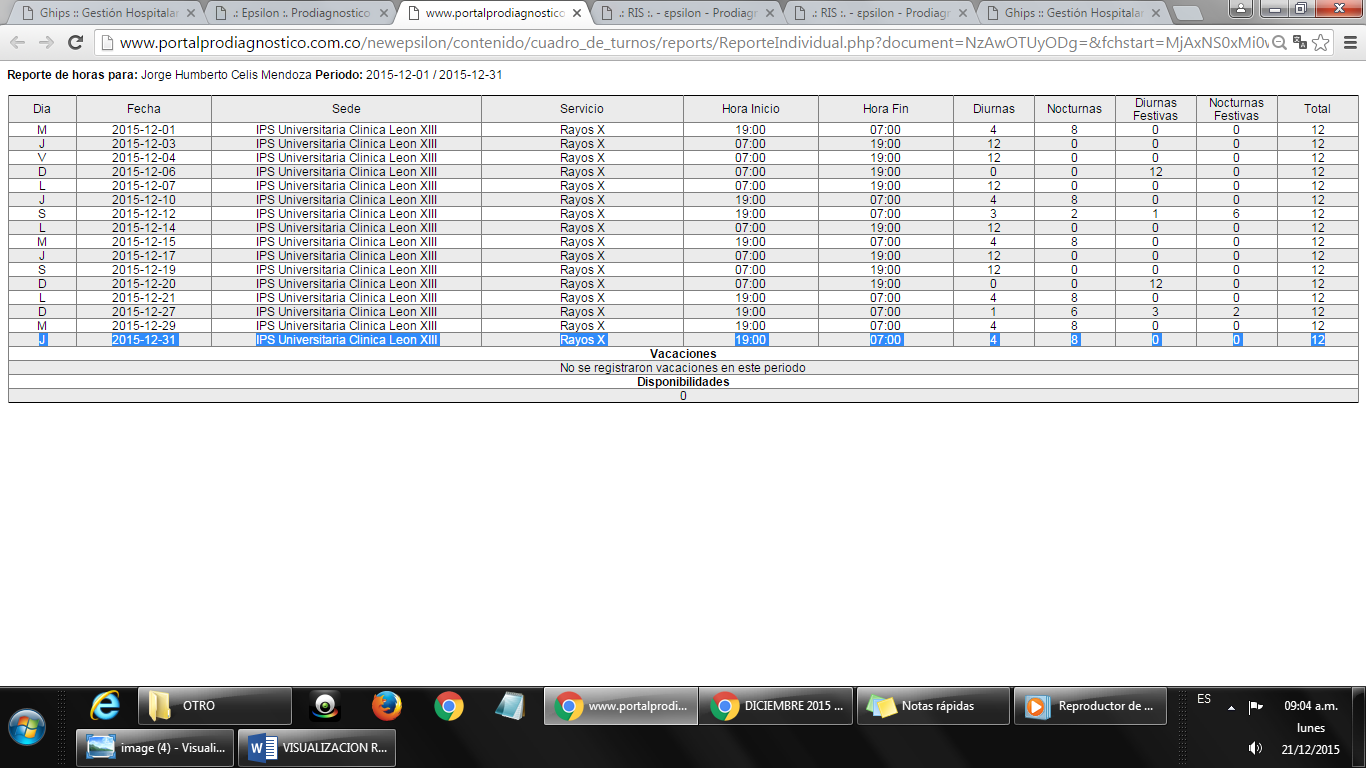 Ghips :: Gestión Hospitalar
.: Epsilon :. Prodiagnostico
www.portalprodiagnostico
.: RIS :. - εpsilon - Prodiagn
.: RIS :. - εpsilon - Prodiagn
Ghips :: Gestión Hospitalar
www.portalprodiagnostico.com.co/newepsilon/contenido/cuadro_de_turnos/reports/ReporteIndividual.php?document=NzAwOTUyODg=&fchstart=MjAxNS0xMi0w
Reporte de horas para: Jorge Humberto Celis Mendoza Periodo: 2015-12-01 / 2015-12-31
Dia Fecha Sede Servicio Hora Inicio Hora Fin Diurnas Nocturnas Diurnas Festivas Nocturnas Festivas Total
M 2015-12-01 IPS Universitaria Clinica Leon XIII Rayos X 19:00 07:00 4 8 0 0 12
J 2015-12-03 IPS Universitaria Clinica Leon XIII Rayos X 07:00 19:00 12 0 0 0 12
V 2015-12-04 IPS Universitaria Clinica Leon XIII Rayos X 07:00 19:00 12 0 0 0 12
D 2015-12-06 IPS Universitaria Clinica Leon XIII Rayos X 07:00 19:00 0 0 12 0 12
L 2015-12-07 IPS Universitaria Clinica Leon XIII Rayos X 07:00 19:00 12 0 0 0 12
J 2015-12-10 IPS Universitaria Clinica Leon XIII Rayos X 19:00 07:00 4 8 0 0 12
S 2015-12-12 IPS Universitaria Clinica Leon XIII Rayos X 19:00 07:00 3 2 1 6 12
L 2015-12-14 IPS Universitaria Clinica Leon XIII Rayos X 07:00 19:00 12 0 0 0 12
M 2015-12-15 IPS Universitaria Clinica Leon XIII Rayos X 19:00 07:00 4 8 0 0 12
J 2015-12-17 IPS Universitaria Clinica Leon XIII Rayos X 07:00 19:00 12 0 0 0 12
S 2015-12-19 IPS Universitaria Clinica Leon XIII Rayos X 07:00 19:00 12 0 0 0 12
D 2015-12-20 IPS Universitaria Clinica Leon XIII Rayos X 07:00 19:00 0 0 12 0 12
L 2015-12-21 IPS Universitaria Clinica Leon XIII Rayos X 19:00 07:00 4 8 0 0 12
D 2015-12-27 IPS Universitaria Clinica Leon XIII Rayos X 19:00 07:00 1 6 3 2 12
M 2015-12-29 IPS Universitaria Clinica Leon XIII Rayos X 19:00 07:00 4 8 0 0 12
J 2015-12-31 IPS Universitaria Clinica Leon XIII Rayos X 19:00 07:00 4 8 0 0 12
Vacaciones
No se registraron vacaciones en este periodo
Disponibilidades
0
OTRO
www.portalprodi...
DICIEMBRE 2015 ...
Notas rápidas
Reproductor de ...
image (4) - Visuali...
VISUALIZACION R...
ES
09:04 a.m.
lunes
21/12/2015